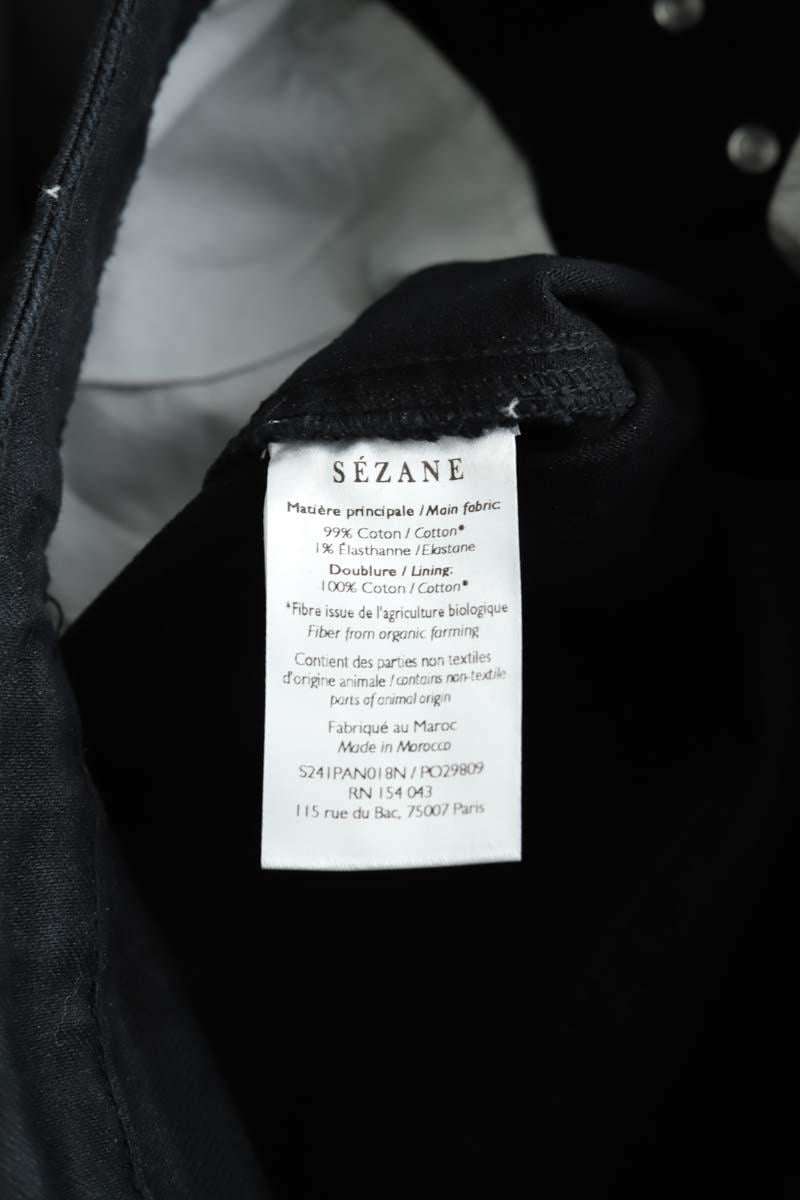 SÉZANE
Matière principale / Main fabric:
99% Coton / Cotton*
1% Élasthanne / Elastane
Doublure / Lining:
100% Coton / Cotton*
*Fibre issue de l'agriculture biologique
Fiber from organic farming
Contient des parties non textiles
d'origine animale / contains non-textile
parts of animal origin
Fabriqué au Maroc
Made in Morocco
S241PAN018N / PO29809
RN 154 043
115 rue du Bac, 75007 Paris